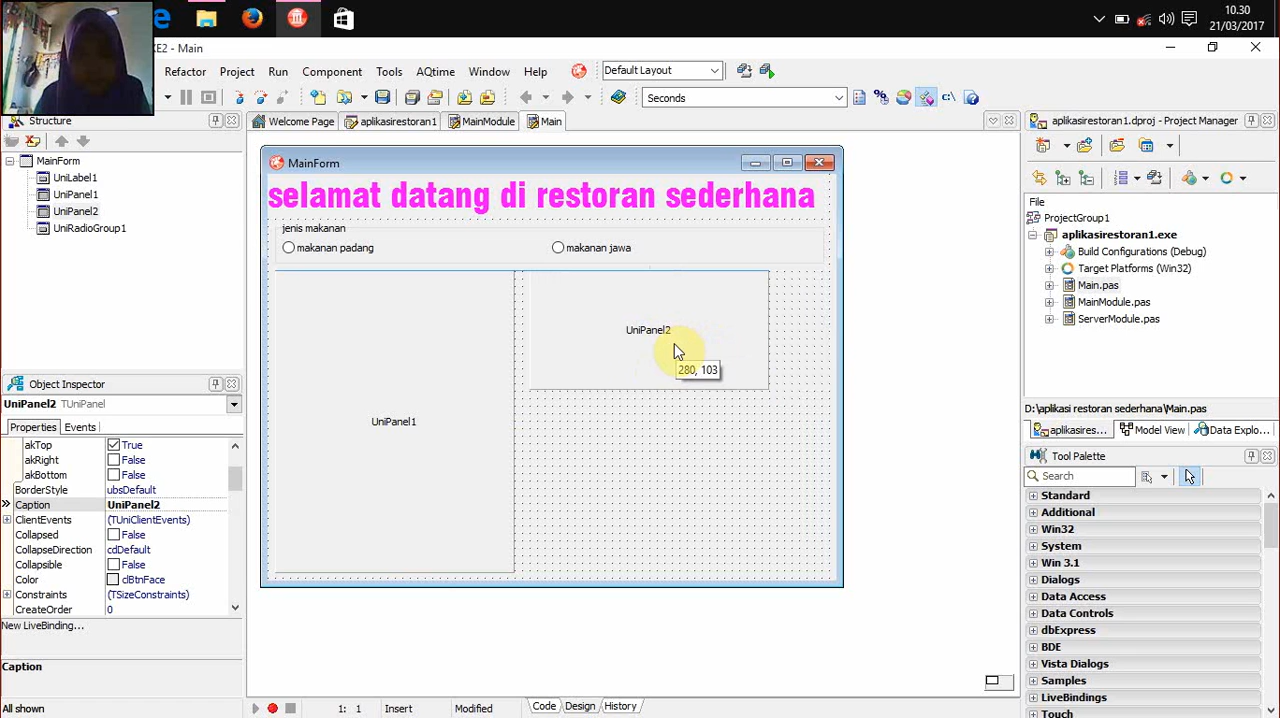 10.30
21/03/2017
XE2 - Main
Refactor Project Run Component Tools AQtime Window Help Default Layout
Seconds
Structure
Welcome Page aplikasirestoran1 MainModule Main
MainForm
UniLabel1
UniPanel1
UniPanel2
UniRadioGroup1
MainForm
selamat datang di restoran sederhana
jenis makanan
makanan padang makanan jawa
UniPanel1
UniPanel2
280, 103
Object Inspector
UniPanel2 TUniPanel
Properties Events
akTop True
akRight False
akBottom False
BorderStyle ubsDefault
Caption UniPanel2
ClientEvents (TUniClientEvents)
Collapsed False
CollapseDirection cdDefault
Collapsible False
Color clBtnFace
Constraints (TSizeConstraints)
CreateOrder 0
New LiveBinding...
Caption
All shown
1: 1 Insert Modified Code Design History
aplikasirestoran1.dproj - Project Manager
File
ProjectGroup1
aplikasirestoran1.exe
Build Configurations (Debug)
Target Platforms (Win32)
Main.pas
MainModule.pas
ServerModule.pas
D:\aplikasi restoran sederhana\Main.pas
aplikasires... Model View Data Explo...
Tool Palette
Search
Standard
Additional
Win32
System
Win 3.1
Dialogs
Data Access
Data Controls
dbExpress
BDE
Vista Dialogs
Samples
LiveBindings
Touch